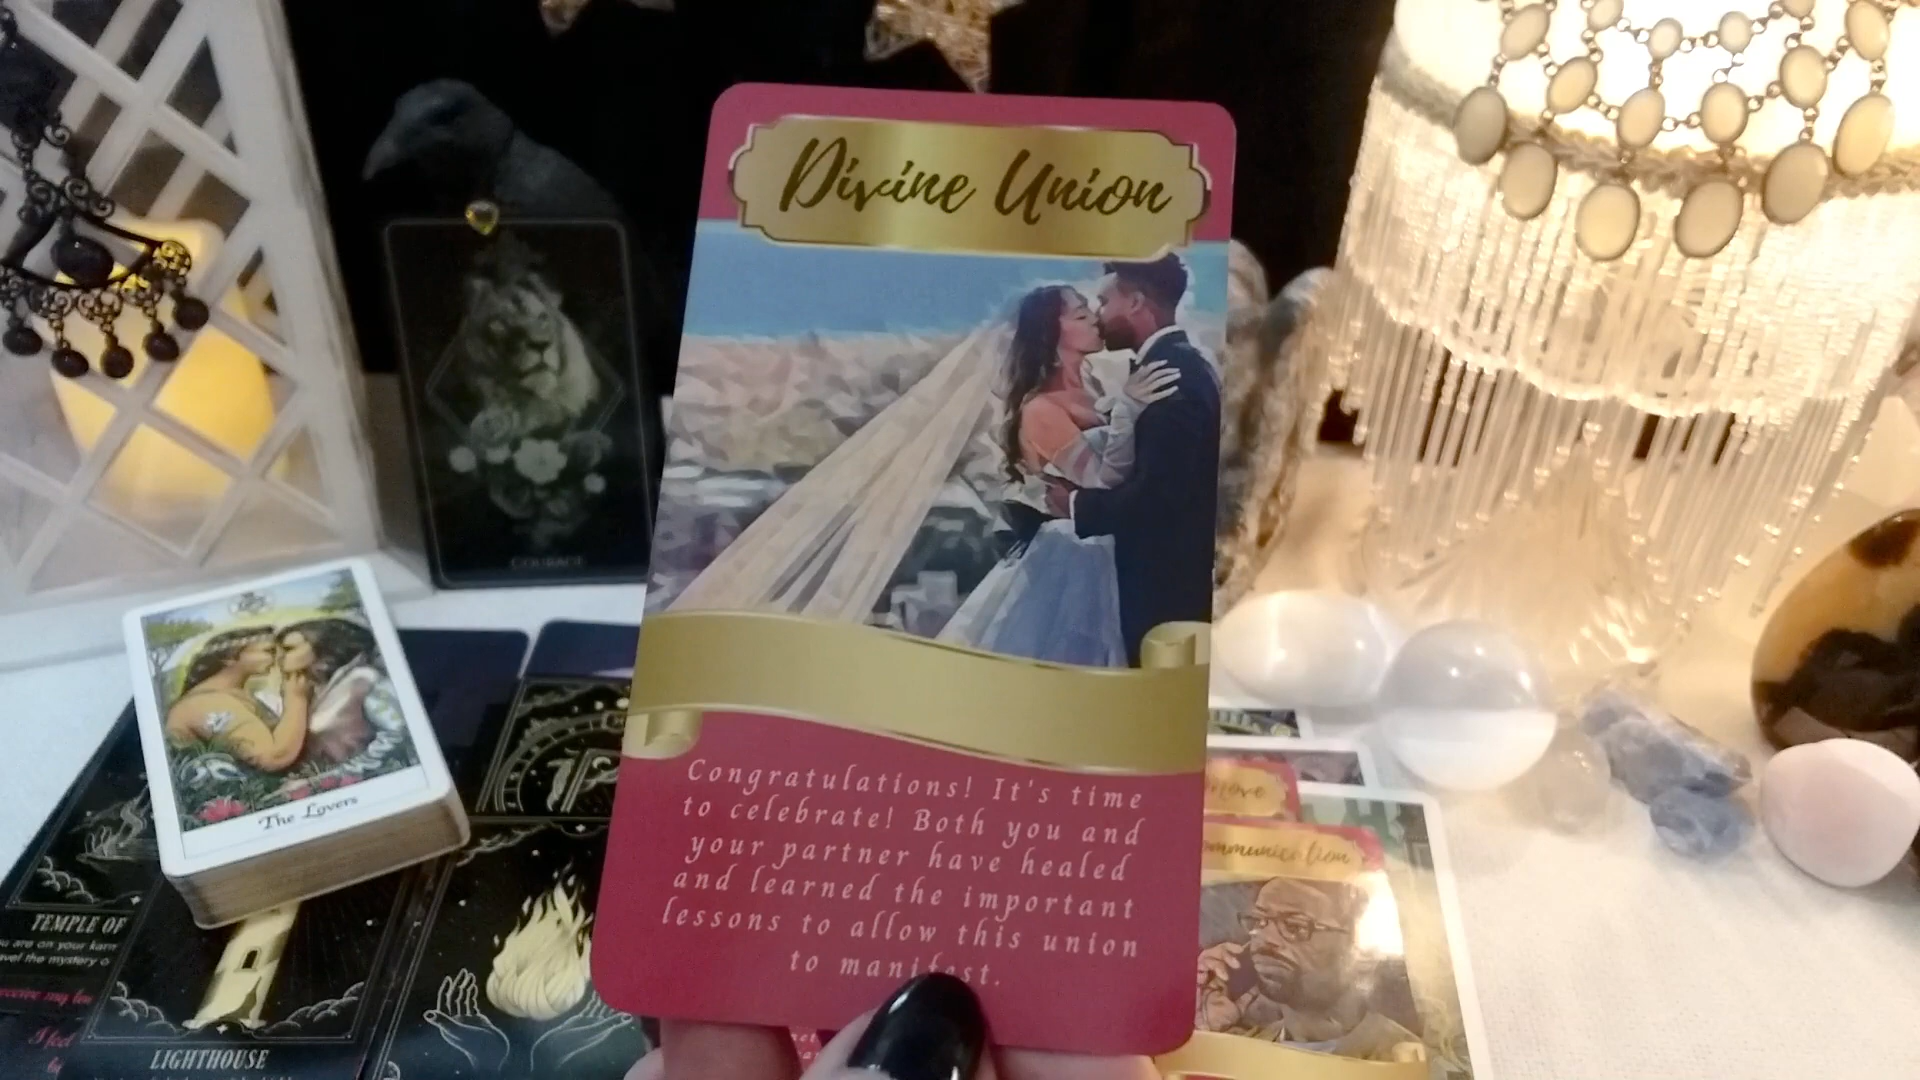 Divine Union
Congratulations! It's time
to celebrate! Both you and
your partner have healed
and learned the important
lessons to allow this union
to manifest.
COURAGE
The Lovers
TEMPLE OF
LIGHTHOUSE
I feel